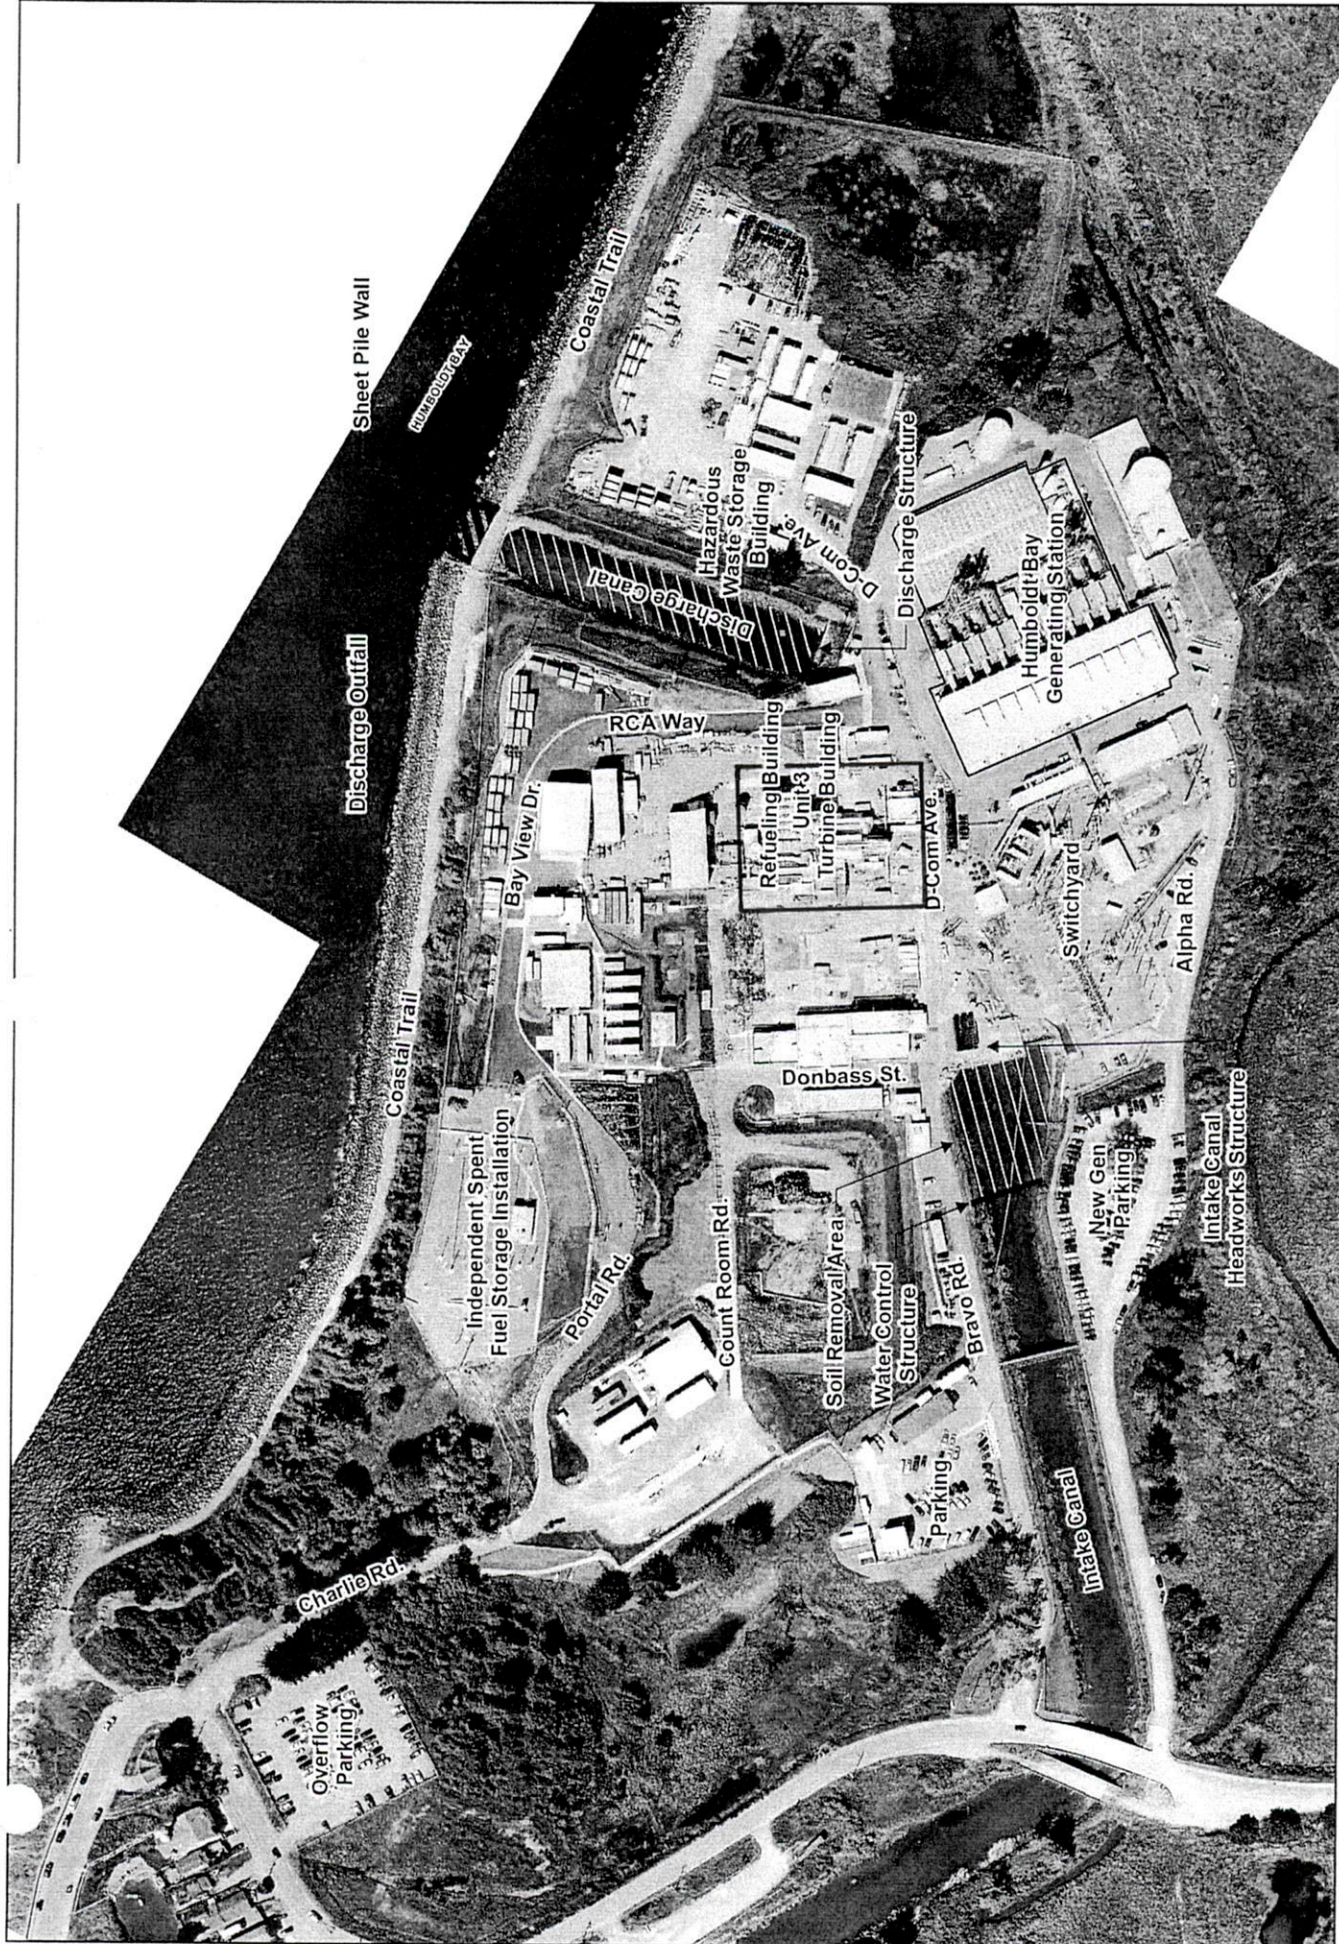 Sheet Pile Wall
HUMBOLDT BAY
Coastal Trail
Discharge Outfall
Hazardous
Waste Storage
Building
D-Com Ave.
Discharge Canal
Discharge Structure
Humboldt Bay
Generating Station
RCA Way
Bay View Dr.
Refueling Building
Unit 3
Turbine Building
D-Com Ave.
Switchyard
Alpha Rd.
Coastal Trail
Donbass St.
Independent Spent
Fuel Storage Installation
Portal Rd.
Count Room Rd.
Soil Removal Area
Water Control
Structure
Bravo Rd.
New Gen
Parking
Intake Canal
Headworks Structure
Parking
Intake Canal
Charlie Rd.
Overflow
Parking